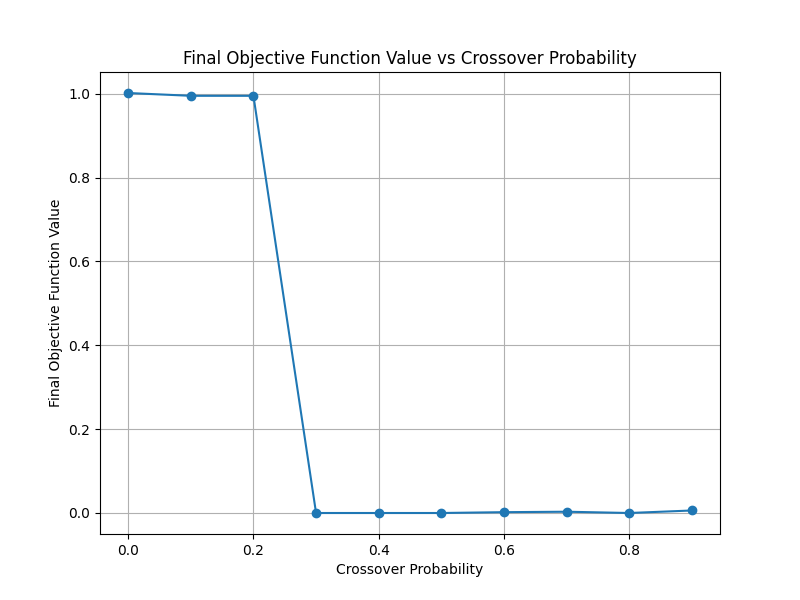 Final Objective Function Value vs Crossover Probability
1.0
0.8
0.6
0.4
0.2
0.0
Final Objective Function Value
0.0 0.2 0.4 0.6 0.8
Crossover Probability